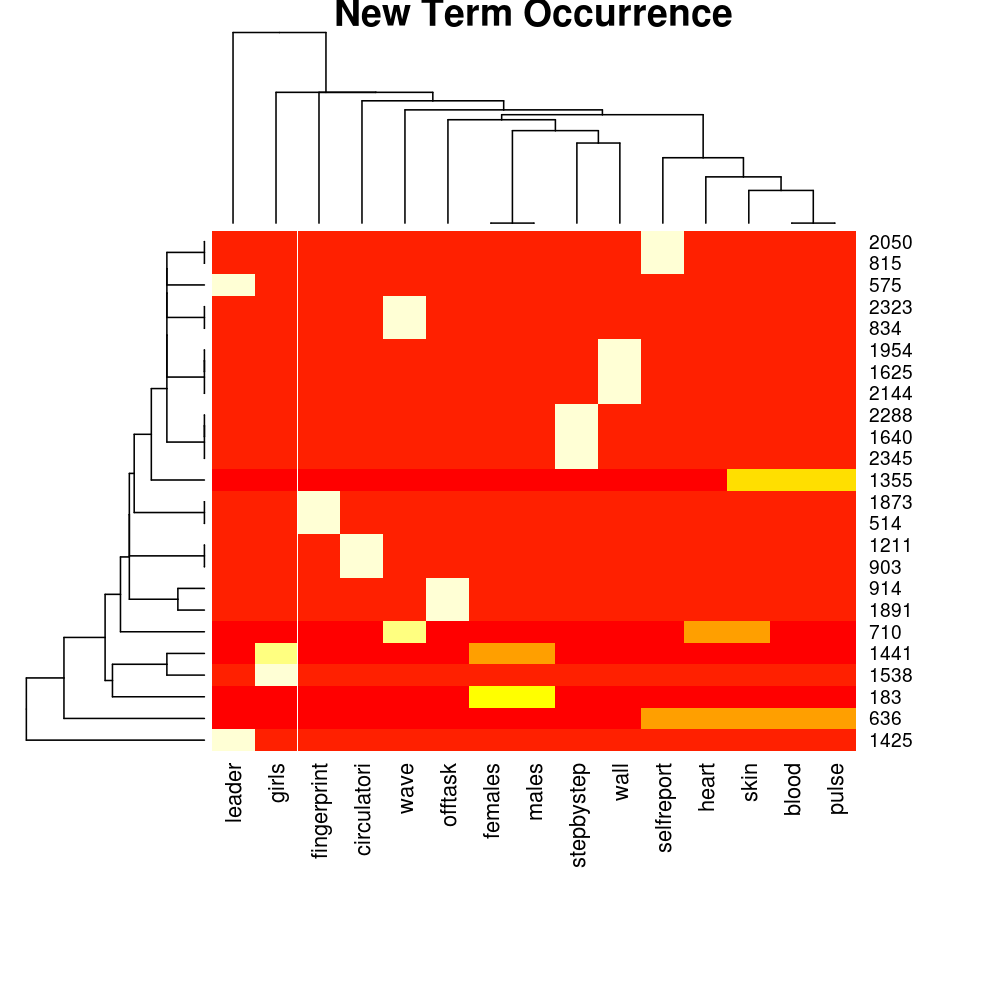 New Term Occurrence
2050
815
575
2323
834
1954
1625
2144
2288
1640
2345
1355
1873
514
1211
903
914
1891
710
1441
1538
183
636
1425
leader
girls
fingerprint
circulatori
wave
offtask
females
males
stepbystep
wall
selfreport
heart
skin
blood
pulse